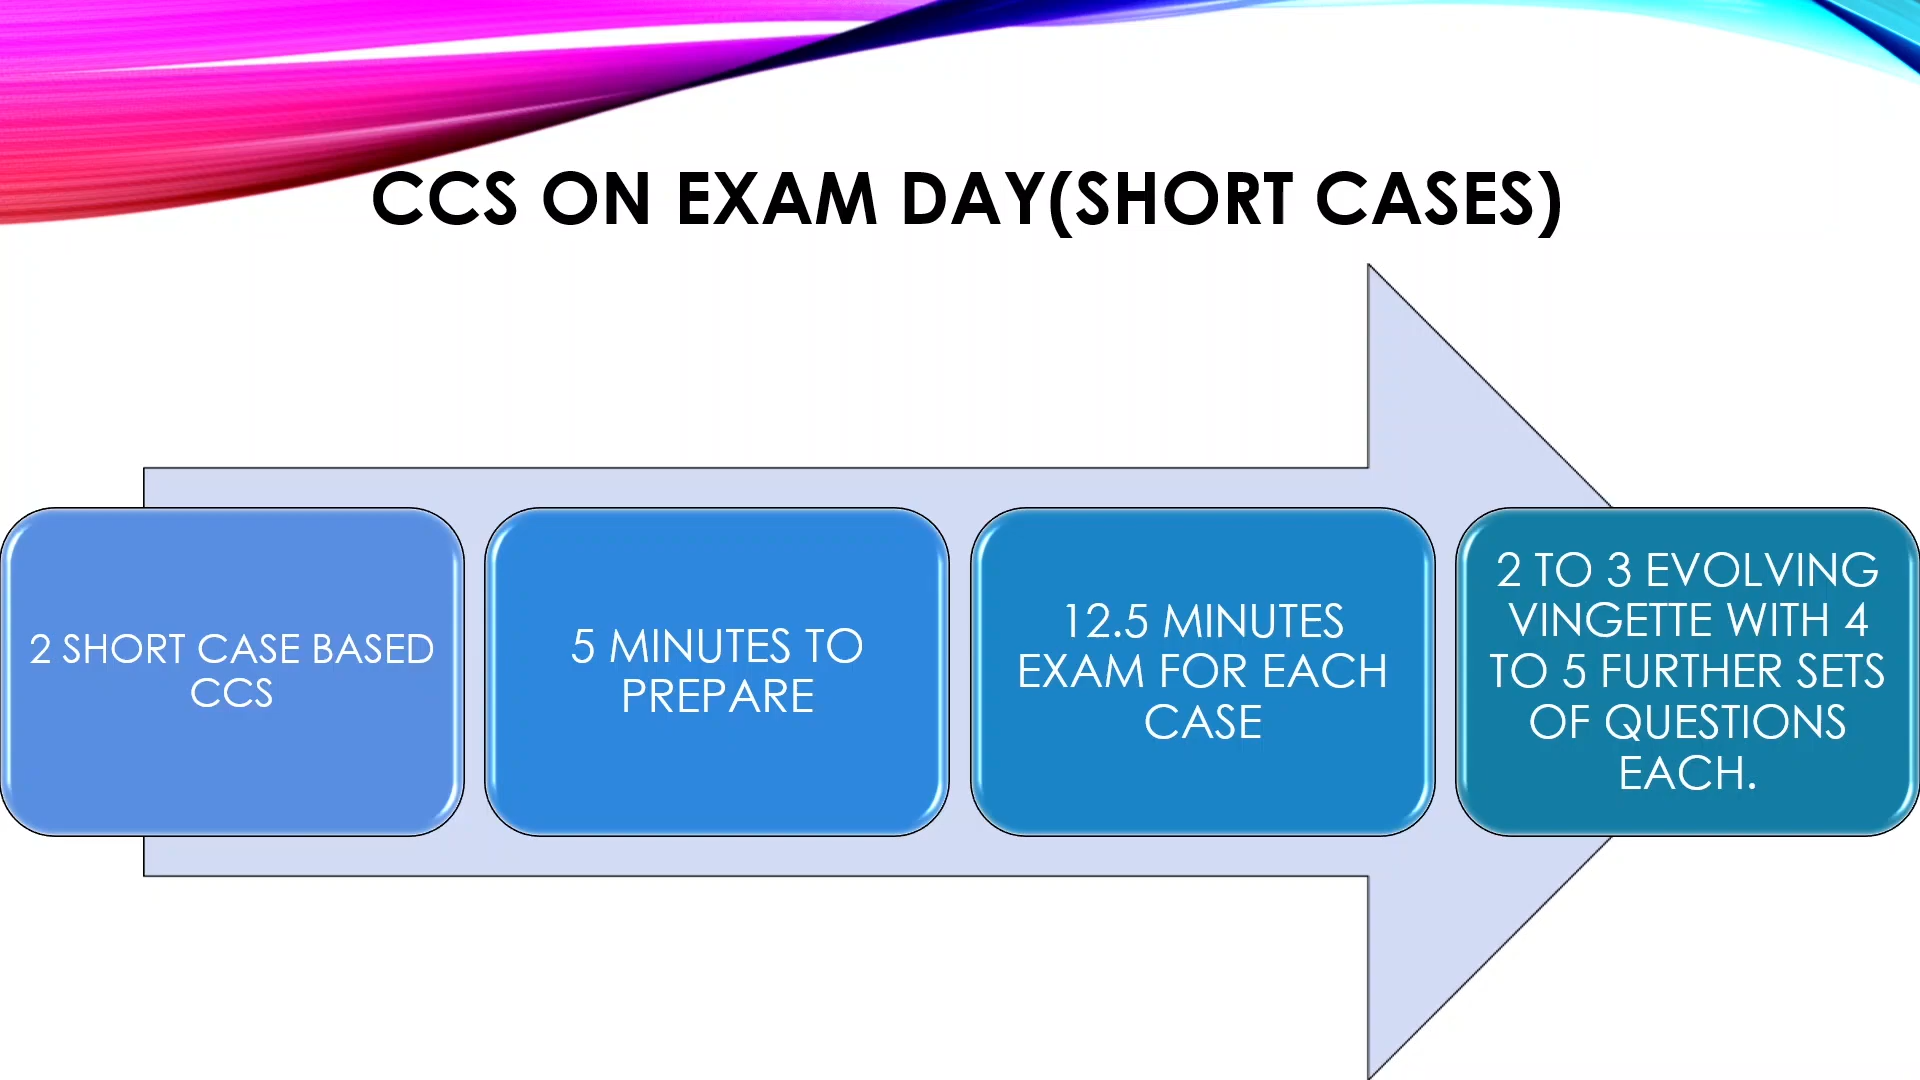 CCS ON EXAM DAY(SHORT CASES)
2 SHORT CASE BASED
CCS
5 MINUTES TO
PREPARE
12.5 MINUTES
EXAM FOR EACH
CASE
2 TO 3 EVOLVING
VINGETTE WITH 4
TO 5 FURTHER SETS
OF QUESTIONS
EACH.